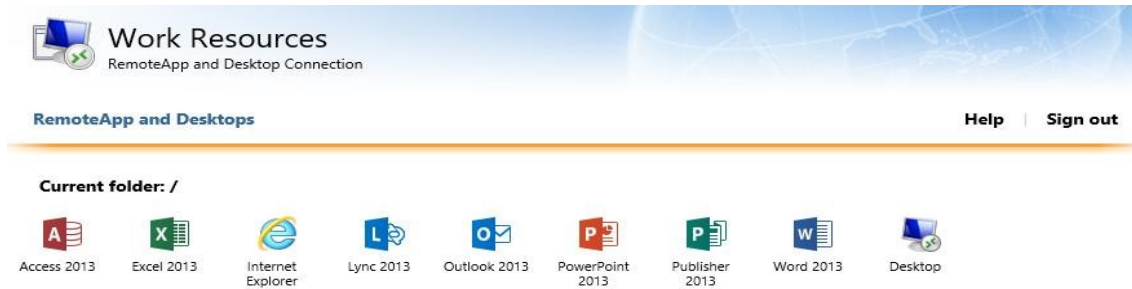 Work Resources
RemoteApp and Desktop Connection
RemoteApp and Desktops
Help | Sign out
Current folder: /
Access 2013
Excel 2013
Internet
Explorer
Lync 2013
Outlook 2013
PowerPoint
2013
Publisher
2013
Word 2013
Desktop